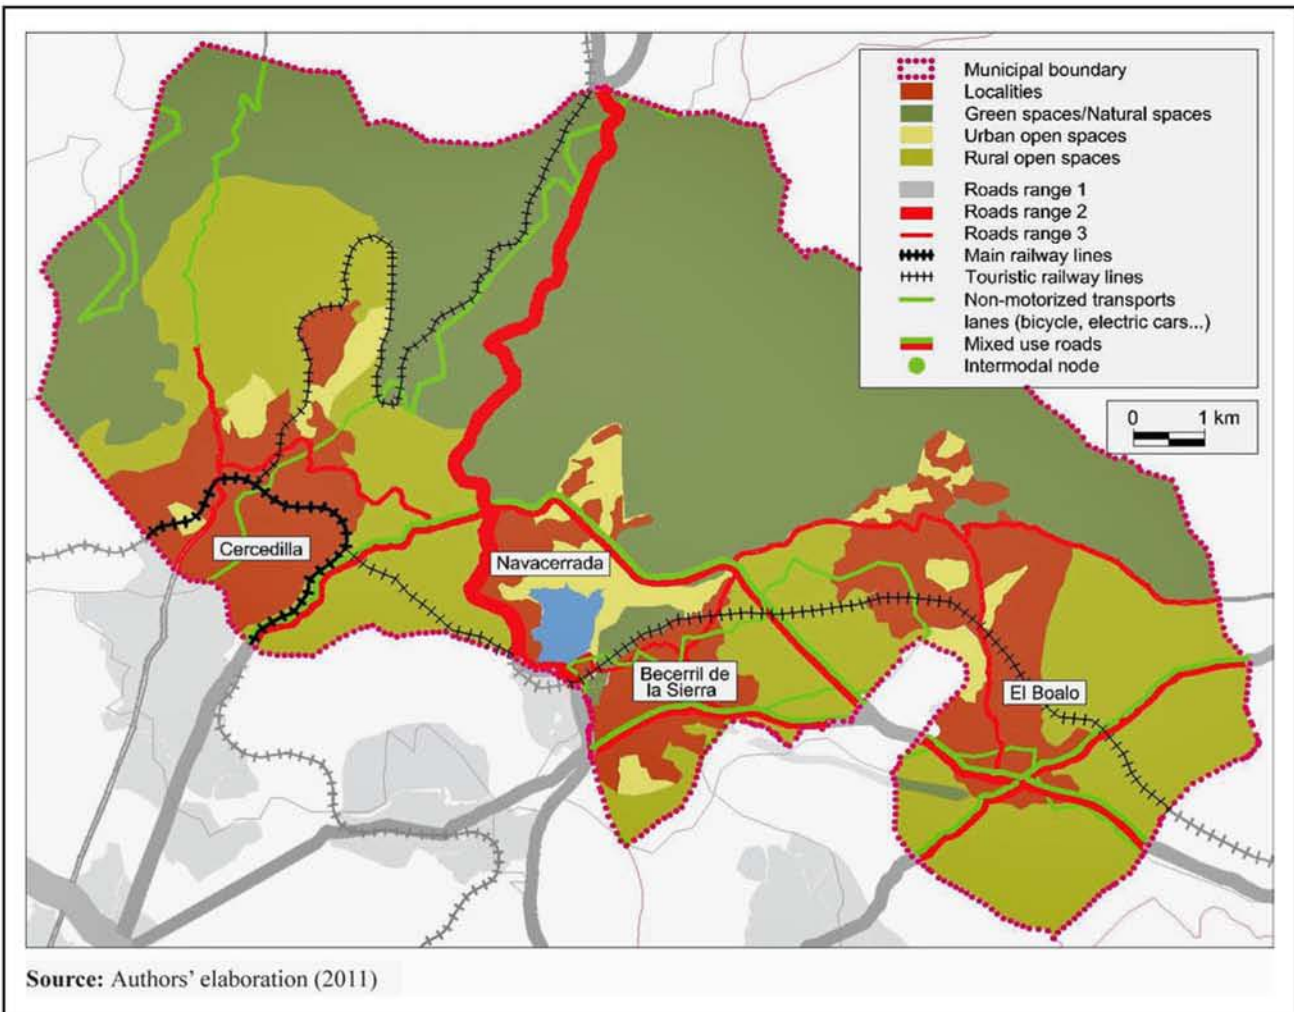 Municipal boundary
Localities
Green spaces/Natural spaces
Urban open spaces
Rural open spaces
Roads range 1
Roads range 2
Roads range 3
Main railway lines
Touristic railway lines
Non-motorized transports
lanes (bicycle, electric cars...)
Mixed use roads
Intermodal node
0 1 km
Cercedilla
Navacerrada
Becerril de
la Sierra
El Boalo
Source: Authors’ elaboration (2011)